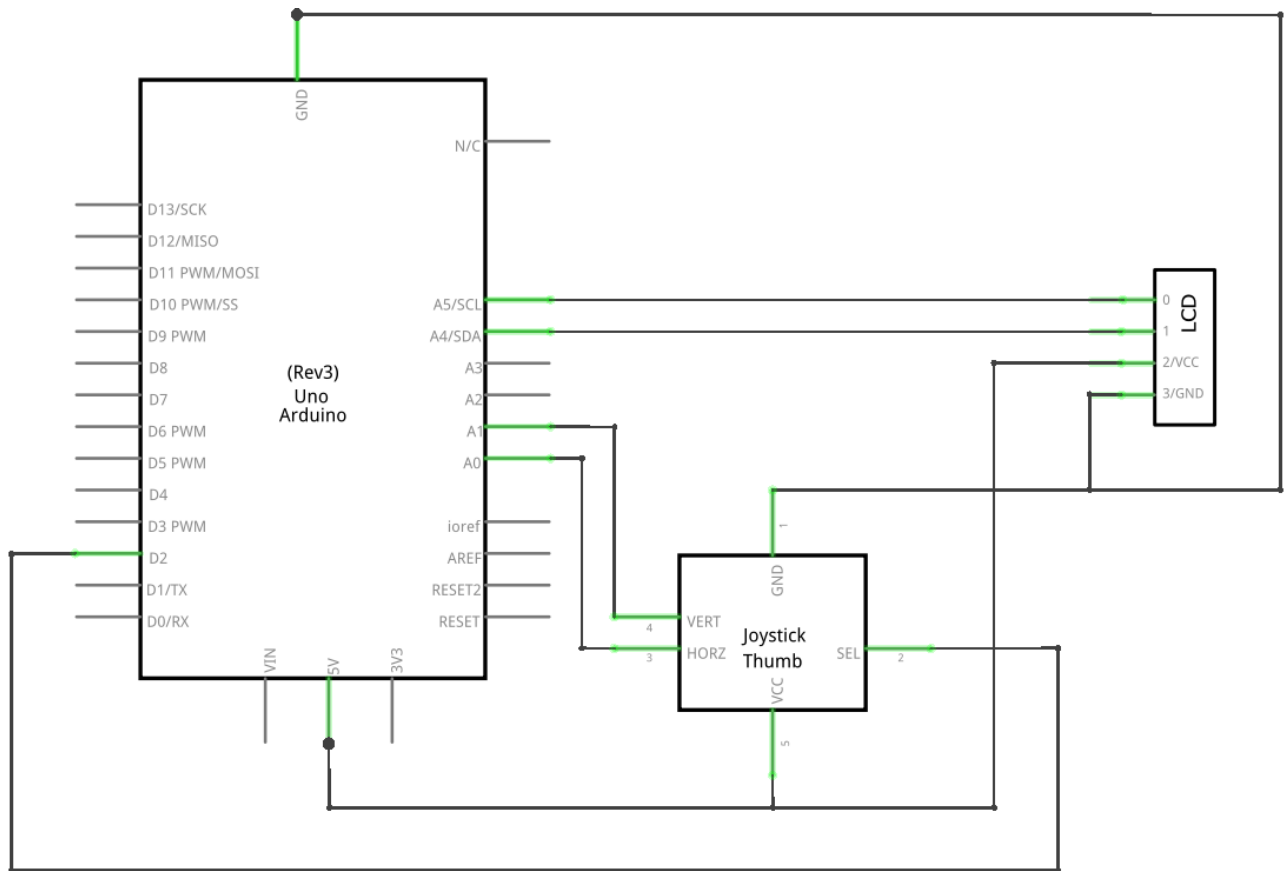 GND
N/C
D13/SCK
D12/MISO
D11 PWM/MOSI
D10 PWM/SS
D9 PWM
D8
D7
D6 PWM
D5 PWM
D4
D3 PWM
D2
D1/TX
D0/RX
(Rev3)
Uno
Arduino
A5/SCL
A4/SDA
A3
A2
A1
A0
ioref
AREF
RESET2
RESET
VIN
5V
3V3
0
1
2/VCC
3/GND
LCD
1
GND
4
VERT
3
HORZ
Joystick
Thumb
SEL
2
VCC
5